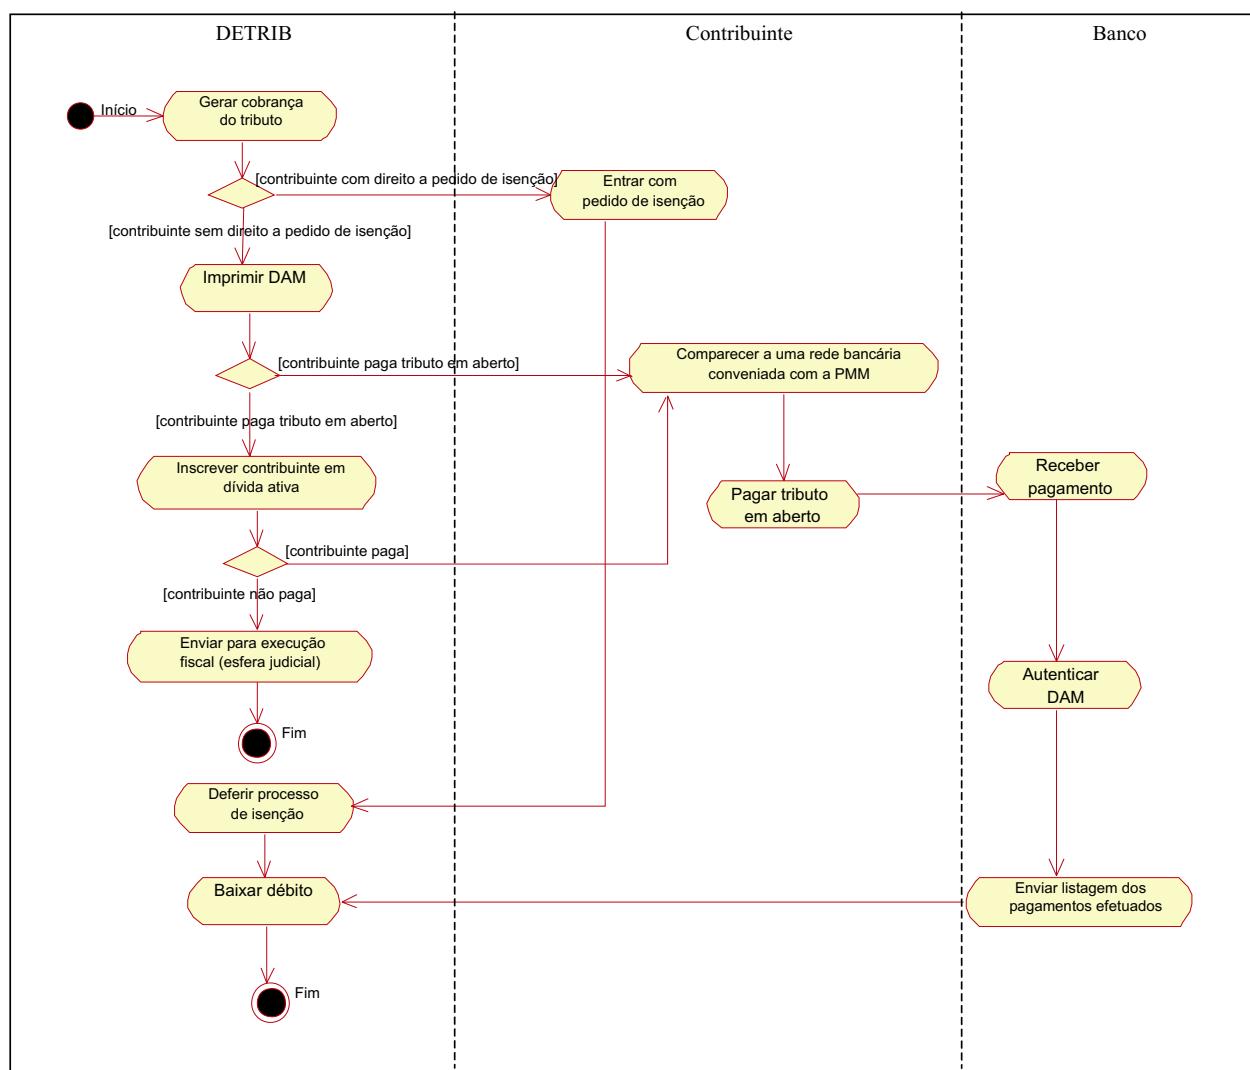 DETRIB
Contribuinte
Banco
Início
Gerar cobrança
do tributo
[contribuinte com direito a pedido de isenção]
Entrar com
pedido de isenção
[contribuinte sem direito a pedido de isenção]
Imprimir DAM
[contribuinte paga tributo em aberto]
Comparecer a uma rede bancária
conveniada com a PMM
[contribuinte paga tributo em aberto]
Inscrever contribuinte em
dívida ativa
Pagar tributo
em aberto
Receber
pagamento
[contribuinte paga]
[contribuinte não paga]
Enviar para execução
fiscal (esfera judicial)
Autenticar
DAM
Fim
Deferir processo
de isenção
Baixar débito
Enviar listagem dos
pagamentos efetuados
Fim